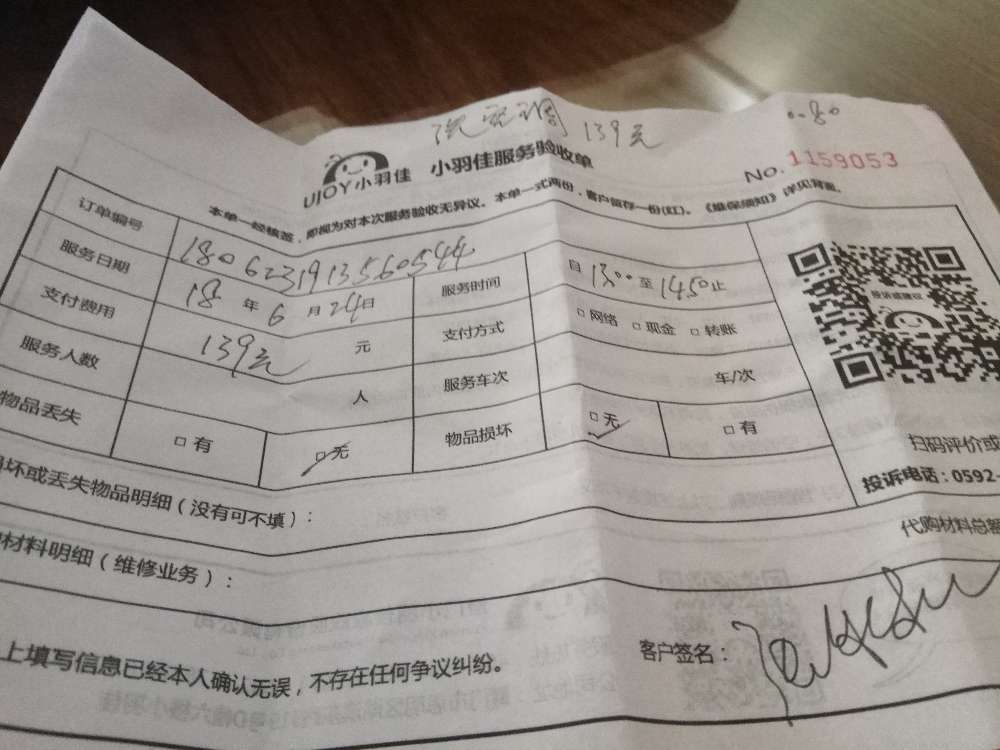 洗空调 139元
UJOY小羽佳 小羽佳服务验收单
NO. 1159053
本单一经核签，即视为对本次服务验收无异议。本单一式两份，客户留存一份(红)。《维保须知》详见背面。
订单编号 1806231913560544
服务日期 18 年 6 月 24日 服务时间 自 1300 至 1450 止
支付费用 139元 元 支付方式 □ 网络 □ 现金 □ 转账
服务人数 人 服务车次 车/次
物品丢失 □ 有 □ 无 物品损坏 □ 无 □ 有
投诉或建议
扫码评价或
投诉电话：0592-
坏或丢失物品明细（没有可不填）：
代购材料总
材料明细（维修业务）：
上填写信息已经本人确认无误，不存在任何争议纠纷。
客户签名：